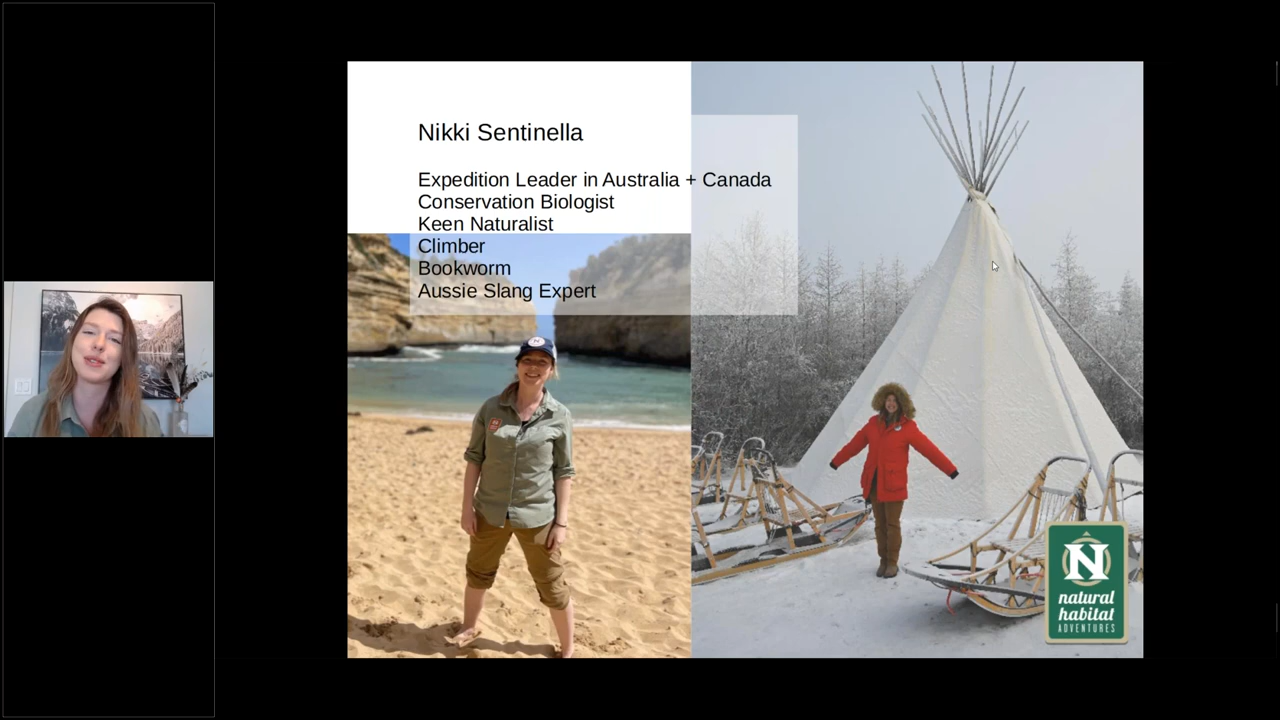 Nikki Sentinella
Expedition Leader in Australia + Canada
Conservation Biologist
Keen Naturalist
Climber
Bookworm
Aussie Slang Expert
N
natural
habitat
ADVENTURES